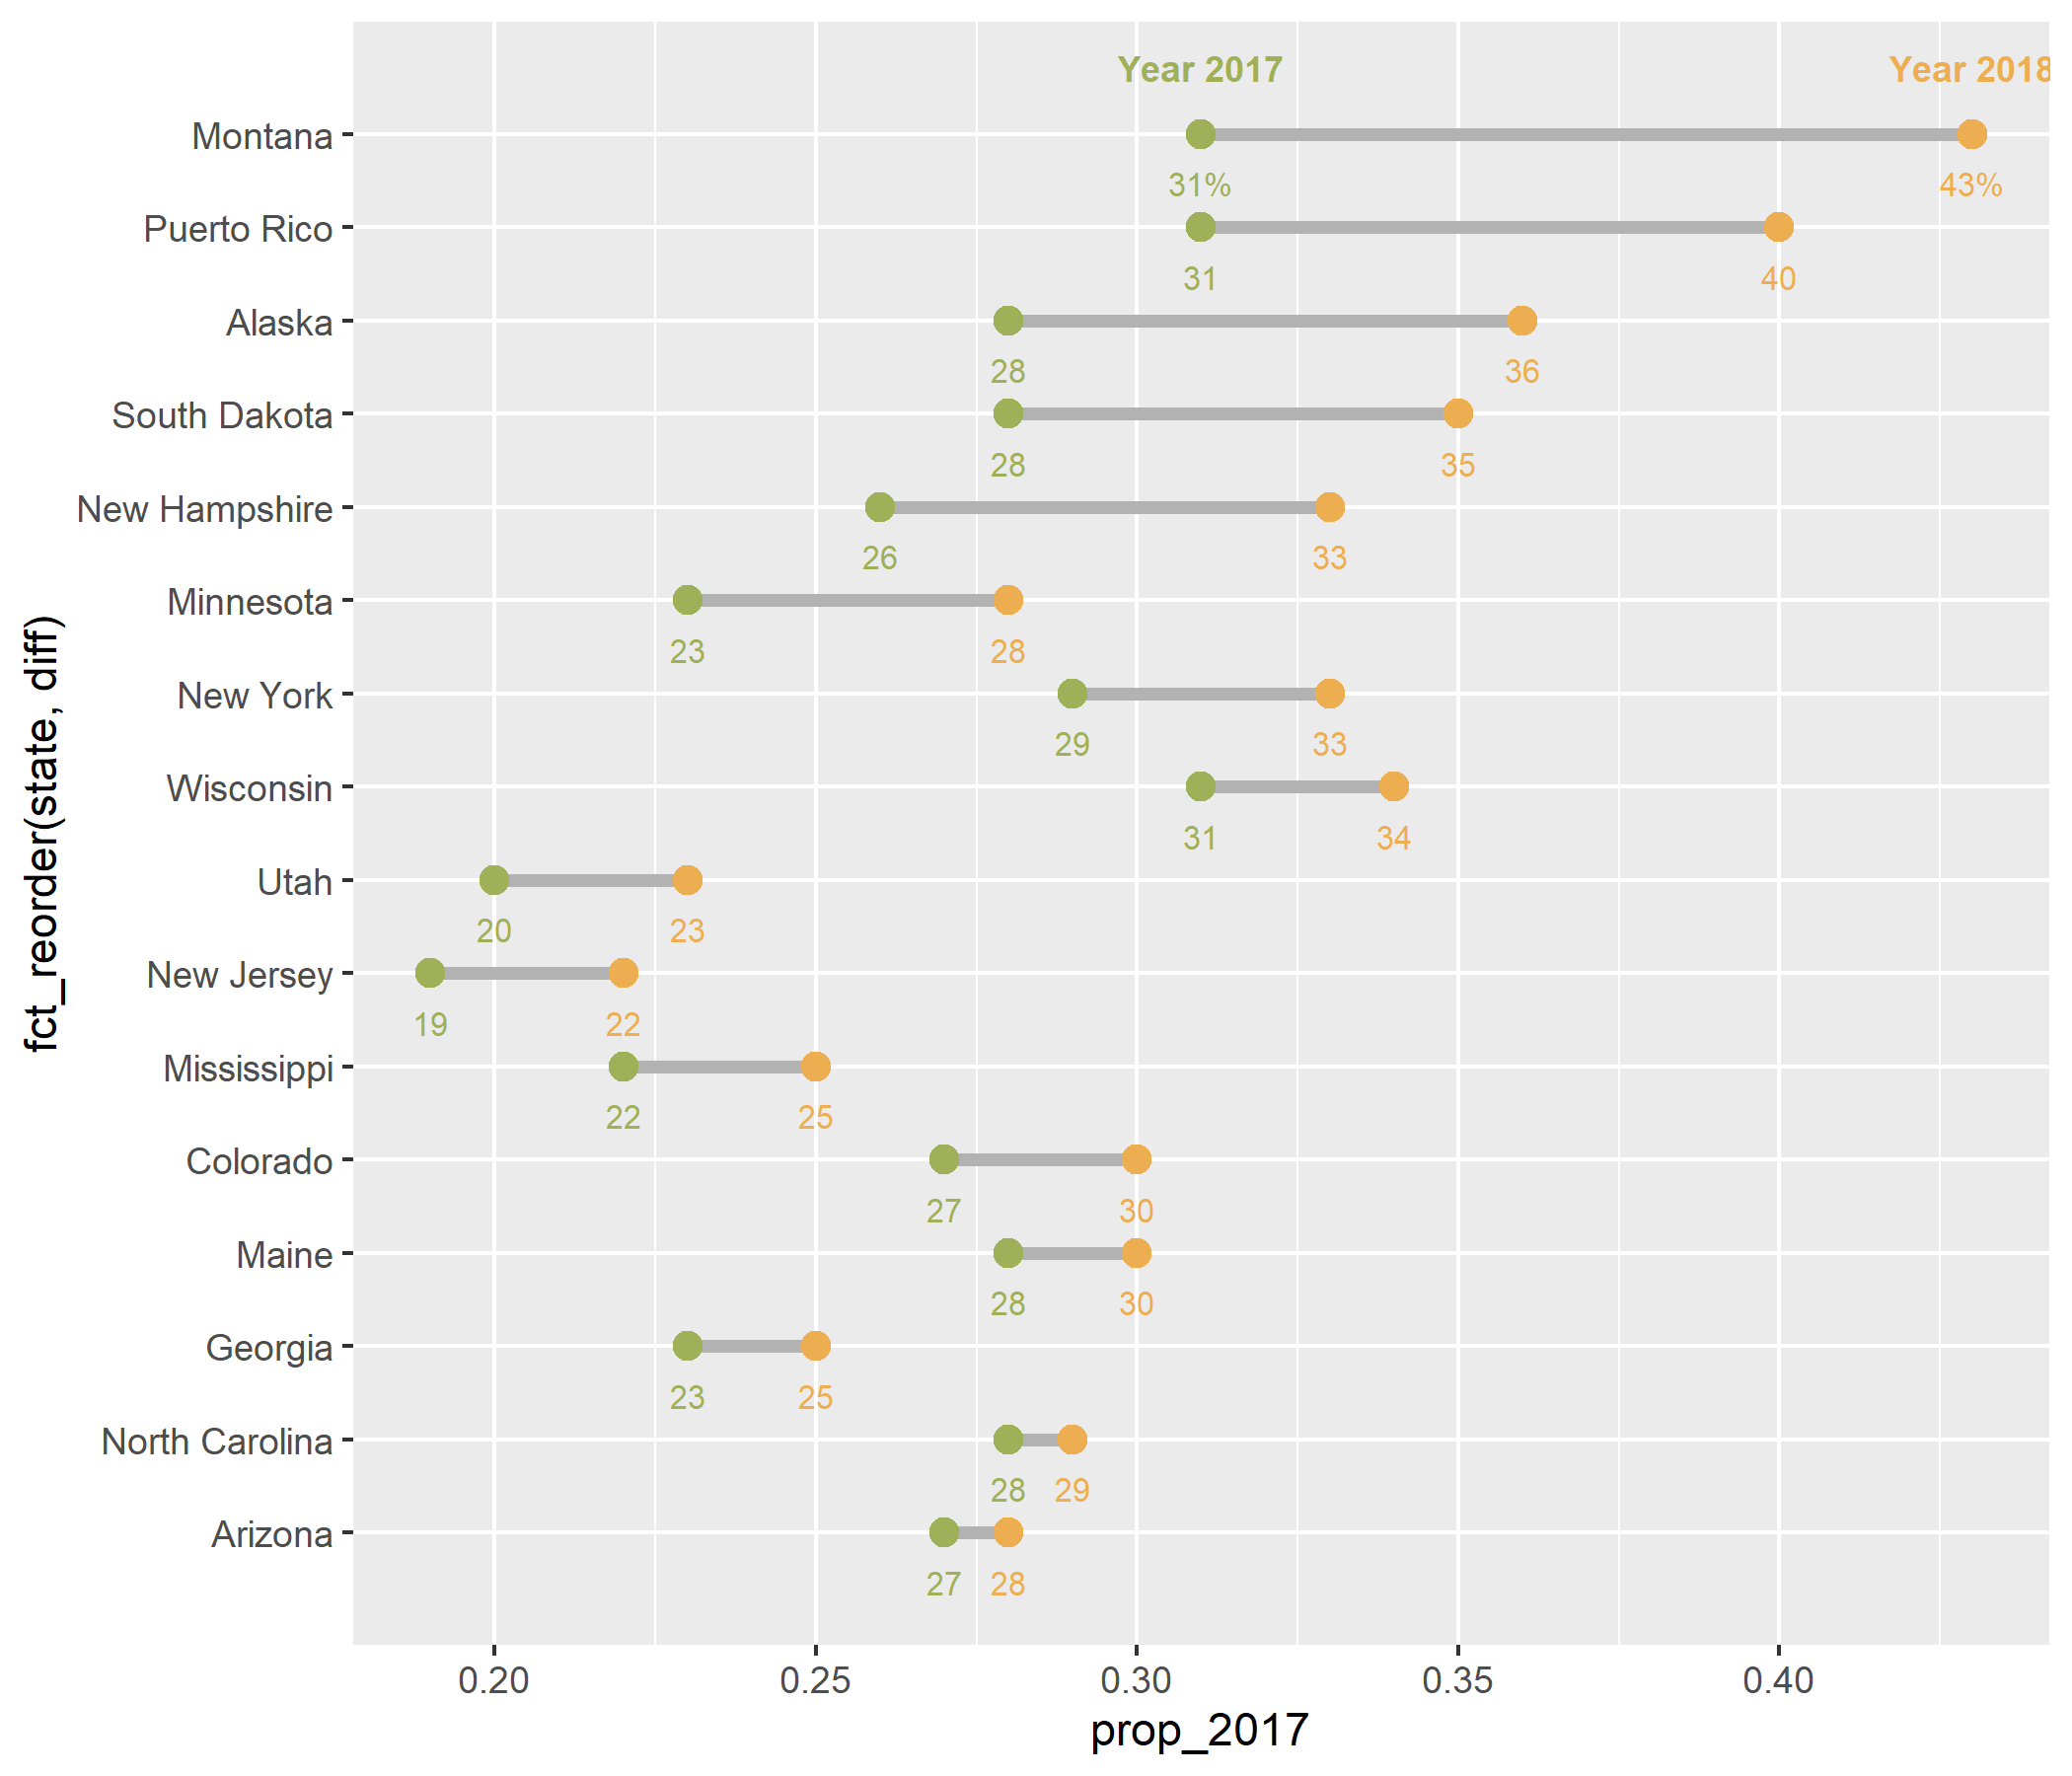 Year 2017 Year 2018
Montana
31% 43%
Puerto Rico
31 40
Alaska
28 36
South Dakota
28 35
New Hampshire
26 33
Minnesota
23 28
New York
29 33
Wisconsin
31 34
Utah
20 23
New Jersey
19 22
Mississippi
22 25
Colorado
27 30
Maine
28 30
Georgia
23 25
North Carolina
28 29
Arizona
27 28
0.20 0.25 0.30 0.35 0.40
prop_2017
fct_reorder(state, diff)